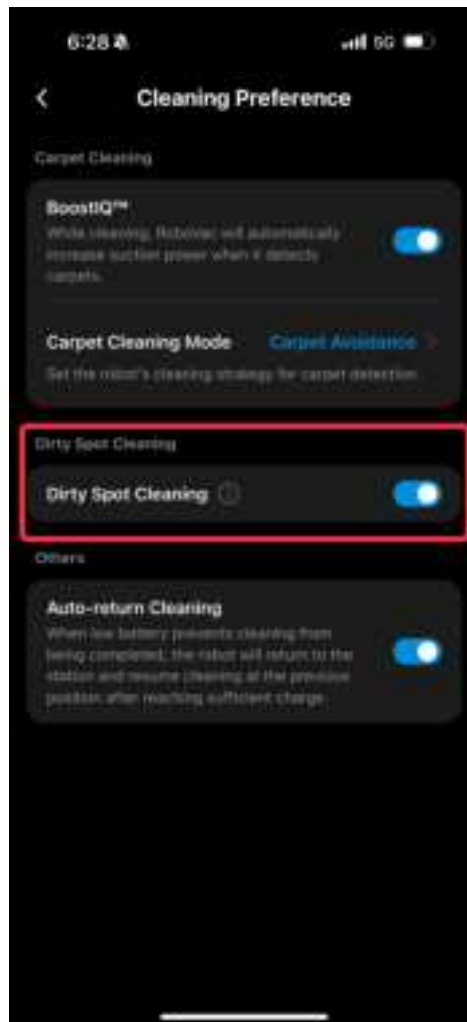 6:28
5G
Cleaning Preference
Carpet Cleaning
BoostIQ™
While cleaning, Robovac will automatically
increase suction power when it detects
carpets.
Carpet Cleaning Mode Carpet Avoidance >
Set the robot's cleaning strategy for carpet detection
Dirty Spot Cleaning
Dirty Spot Cleaning
Others
Auto-return Cleaning
When low battery prevents cleaning from
being completed, the robot will return to the
station and resume cleaning at the previous
position after reaching sufficient charge.